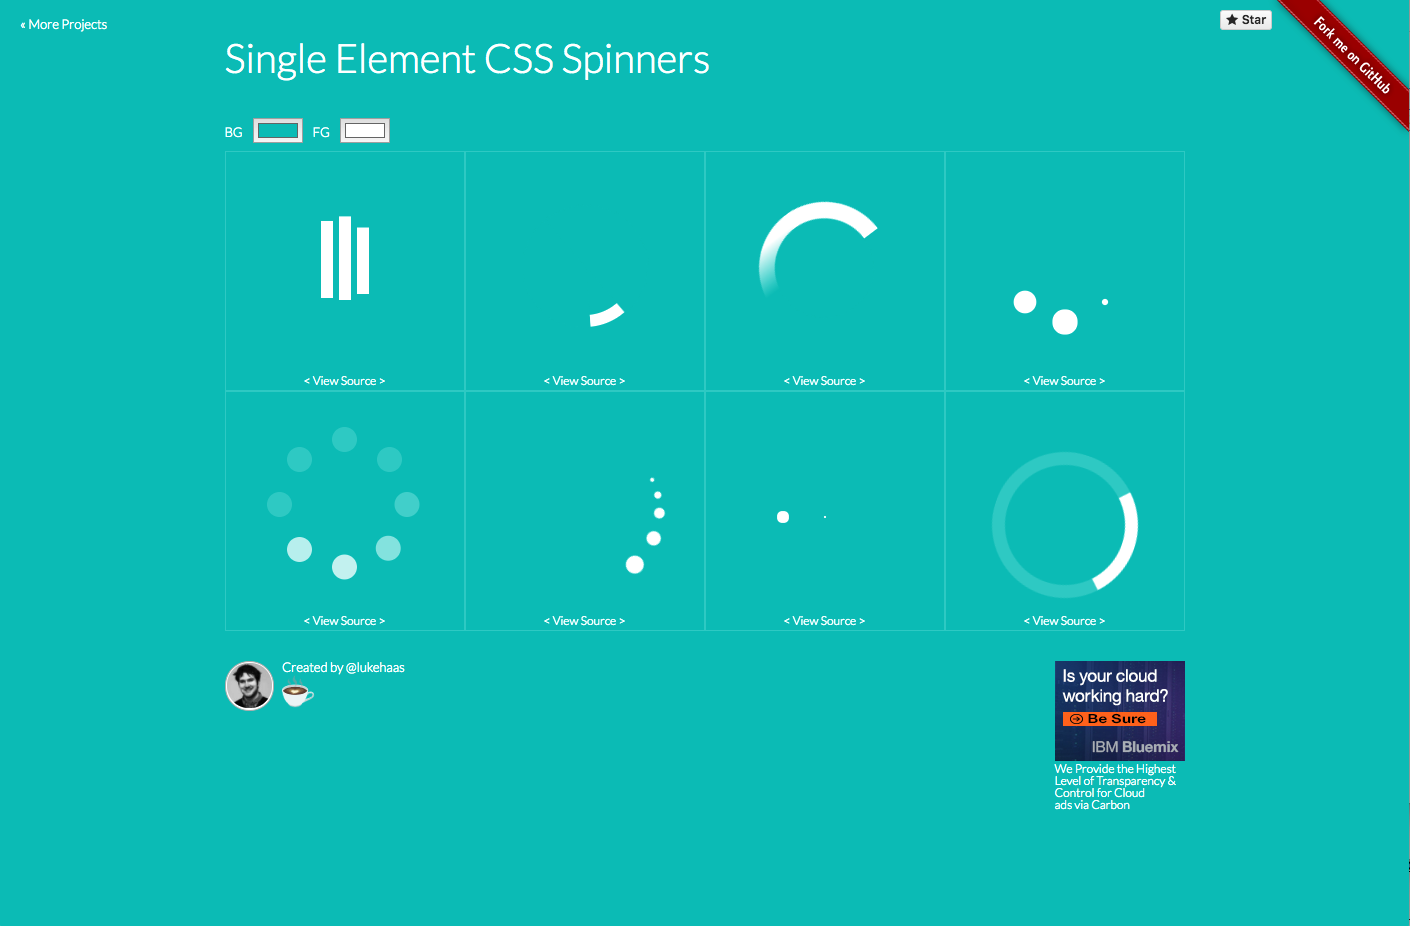 « More Projects
Star
Fork me on GitHub
Single Element CSS Spinners
BG FG
< View Source > < View Source > < View Source > < View Source >
< View Source > < View Source > < View Source > < View Source >
Created by @lukehaas
Is your cloud
working hard?
Be Sure
IBM Bluemix
We Provide the Highest
Level of Transparency &
Control for Cloud
ads via Carbon